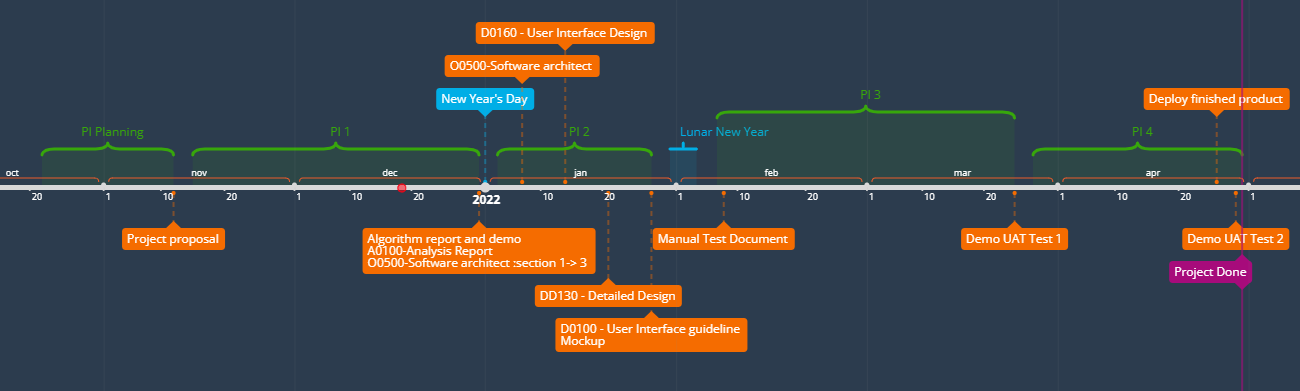 D0160 - User Interface Design
O0500-Software architect
New Year's Day
Deploy finished product
PI Planning
PI 1
PI 2
Lunar New Year
PI 3
PI 4
oct
nov
dec
jan
feb
mar
apr
20
1
10
20
1
10
20
2022
10
20
1
10
20
1
10
20
1
10
20
1
Project proposal
Algorithm report and demo
A0100-Analysis Report
O0500-Software architect :section 1-> 3
Manual Test Document
Demo UAT Test 1
Demo UAT Test 2
Project Done
DD130 - Detailed Design
D0100 - User Interface guideline
Mockup